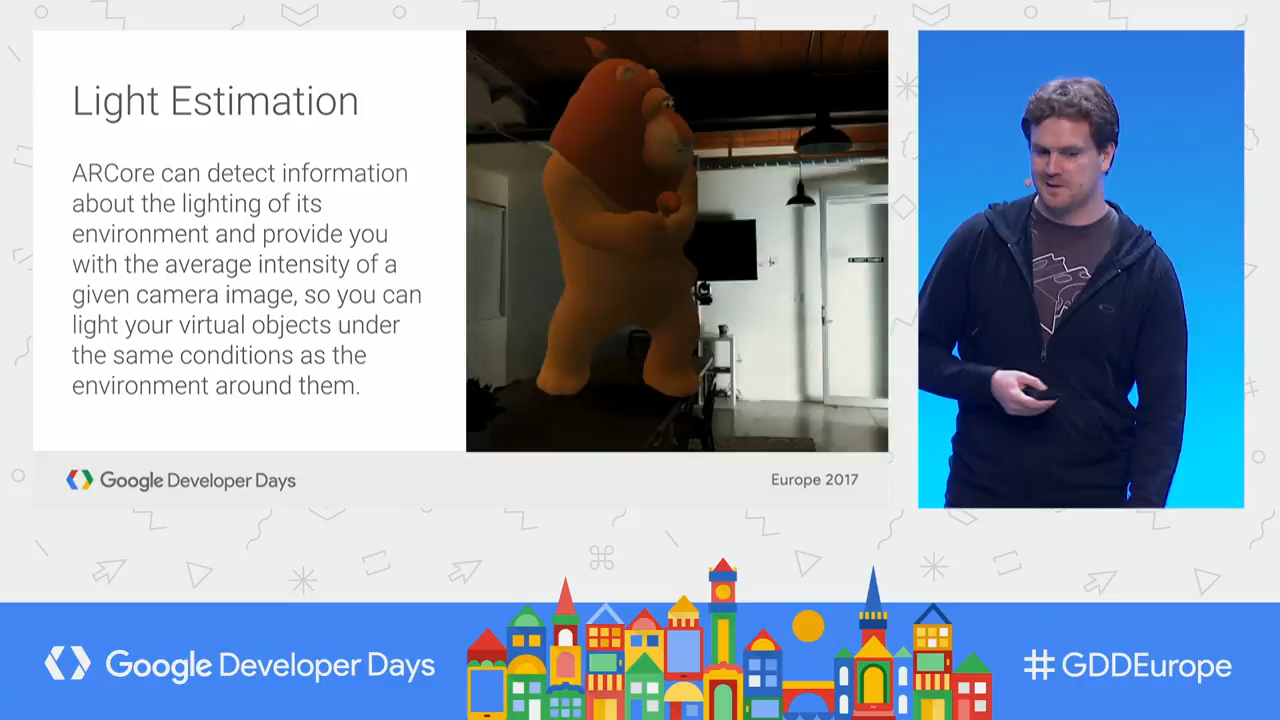 Light Estimation
ARCore can detect information
about the lighting of its
environment and provide you
with the average intensity of a
given camera image, so you can
light your virtual objects under
the same conditions as the
environment around them.
Google Developer Days
Europe 2017
Google Developer Days
#GDDEurope